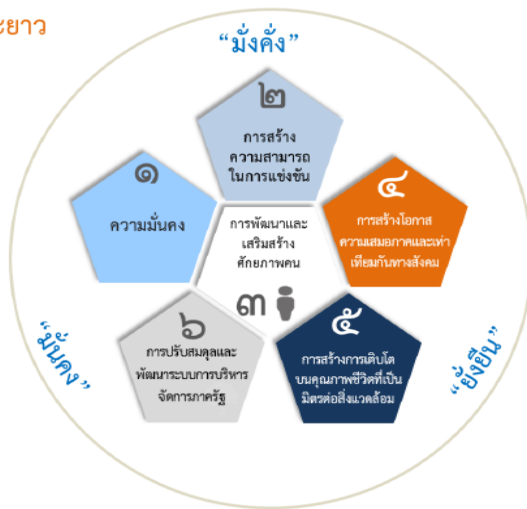 ะยาว
“มั่งคั่ง”
๒
การสร้าง
ความสามารถ
ในการแข่งขัน
๑
ความมั่นคง
๔
การสร้างโอกาส
ความเสมอภาคและเท่า
เทียมกันทางสังคม
การพัฒนาและ
เสริมสร้าง
ศักยภาพคน
๓
๖
การปรับสมดุลและ
พัฒนาระบบการบริหาร
จัดการภาครัฐ
๕
การสร้างการเติบโต
บนคุณภาพชีวิตที่เป็น
มิตรต่อสิ่งแวดล้อม
“มั่นคง”
“ยั่งยืน”